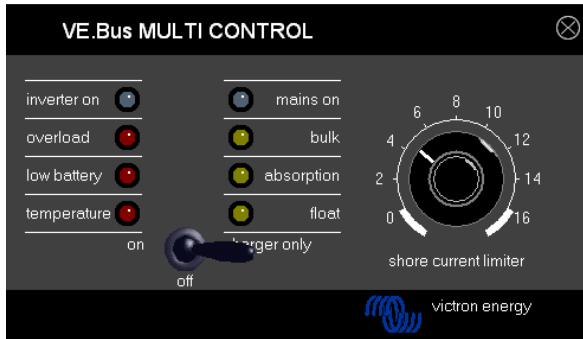 VE.Bus MULTI CONTROL
inverter on
overload
low battery
temperature
mains on
bulk
absorption
float
on
only
off
0
2
4
6
8
10
12
14
16
shore current limiter
victron energy